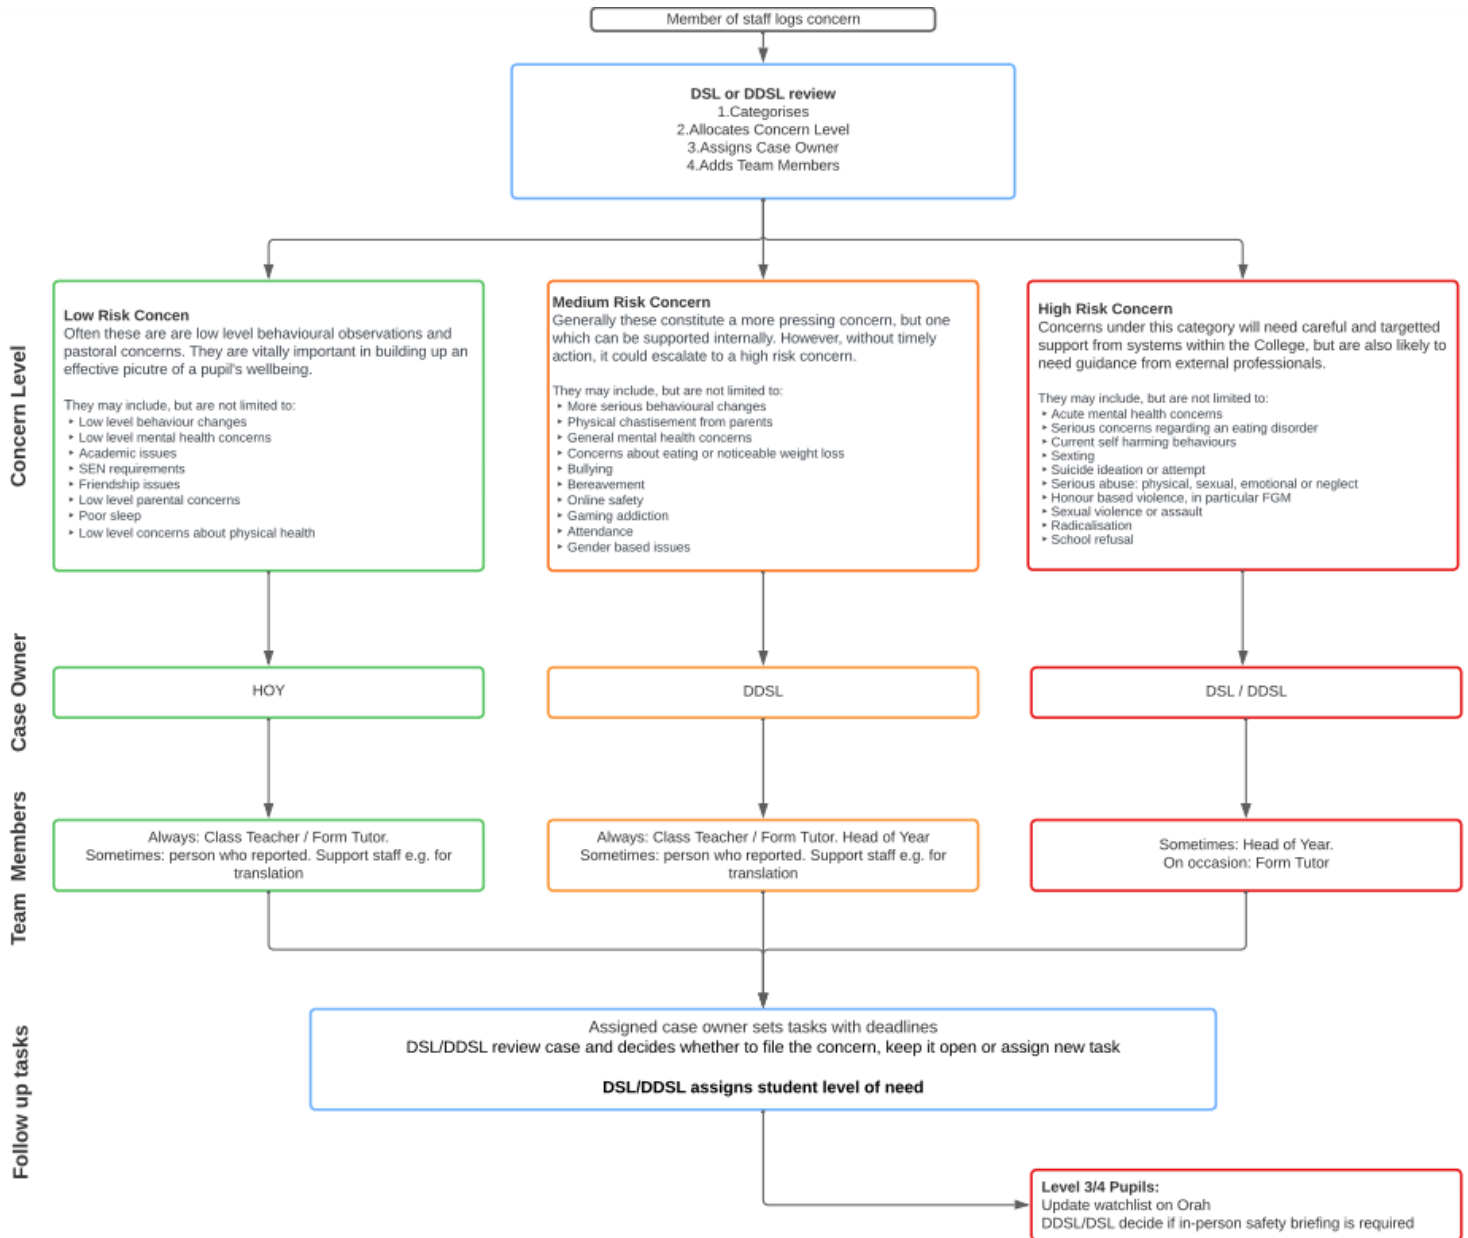 Member of staff logs concern
DSL or DDSL review
1.Categorises
2.Allocates Concern Level
3.Assigns Case Owner
4.Adds Team Members
Concern Level
Low Risk Concen
Often these are are low level behavioural observations and
pastoral concerns. They are vitally important in building up an
effective picutre of a pupil's wellbeing.
They may include, but are not limited to:
‣ Low level behaviour changes
‣ Low level mental health concerns
‣ Academic issues
‣ SEN requirements
‣ Friendship issues
‣ Low level parental concerns
‣ Poor sleep
‣ Low level concerns about physical health
Medium Risk Concern
Generally these constitute a more pressing concern, but one
which can be supported internally. However, without timely
action, it could escalate to a high risk concern.
They may include, but are not limited to:
‣ More serious behavioural changes
‣ Physical chastisement from parents
‣ General mental health concerns
‣ Concerns about eating or noticeable weight loss
‣ Bullying
‣ Bereavement
‣ Online safety
‣ Gaming addiction
‣ Attendance
‣ Gender based issues
High Risk Concern
Concerns under this category will need careful and targetted
support from systems within the College, but are also likely to
need guidance from external professionals.
They may include, but are not limited to:
‣ Acute mental health concerns
‣ Serious concerns regarding an eating disorder
‣ Current self harming behaviours
‣ Sexting
‣ Suicide ideation or attempt
‣ Serious abuse: physical, sexual, emotional or neglect
‣ Honour based violence, in particular FGM
‣ Sexual violence or assault
‣ Radicalisation
‣ School refusal
Case Owner
HOY
DDSL
DSL / DDSL
Team Members
Always: Class Teacher / Form Tutor.
Sometimes: person who reported. Support staff e.g. for
translation
Always: Class Teacher / Form Tutor. Head of Year
Sometimes: person who reported. Support staff e.g. for
translation
Sometimes: Head of Year.
On occasion: Form Tutor
Follow up tasks
Assigned case owner sets tasks with deadlines
DSL/DDSL review case and decides whether to file the concern, keep it open or assign new task
DSL/DDSL assigns student level of need
Level 3/4 Pupils:
Update watchlist on Orah
DDSL/DSL decide if in-person safety briefing is required